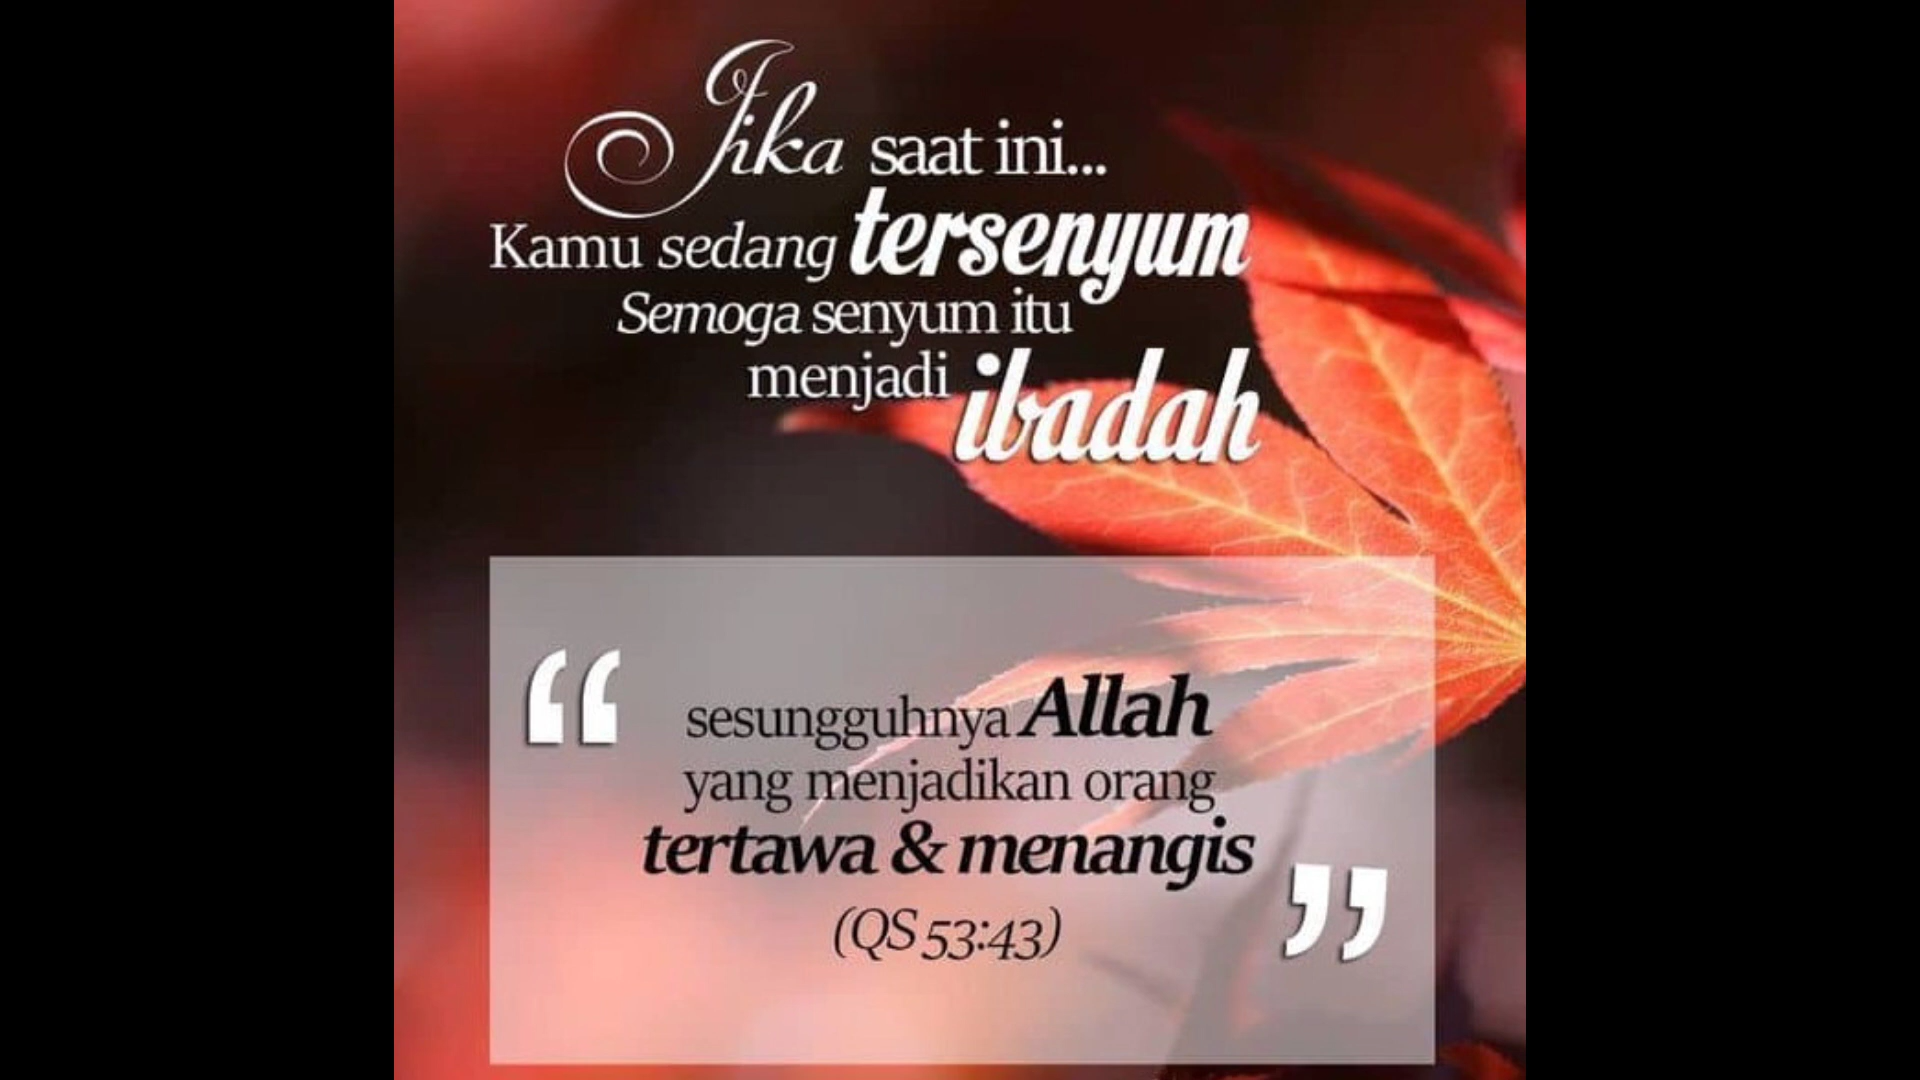 Jika saat ini...
Kamu sedang tersenyum
Semoga senyum itu
menjadi ibadah
“
sesungguhnya Allah
yang menjadikan orang
tertawa & menangis
(QS 53:43)
”